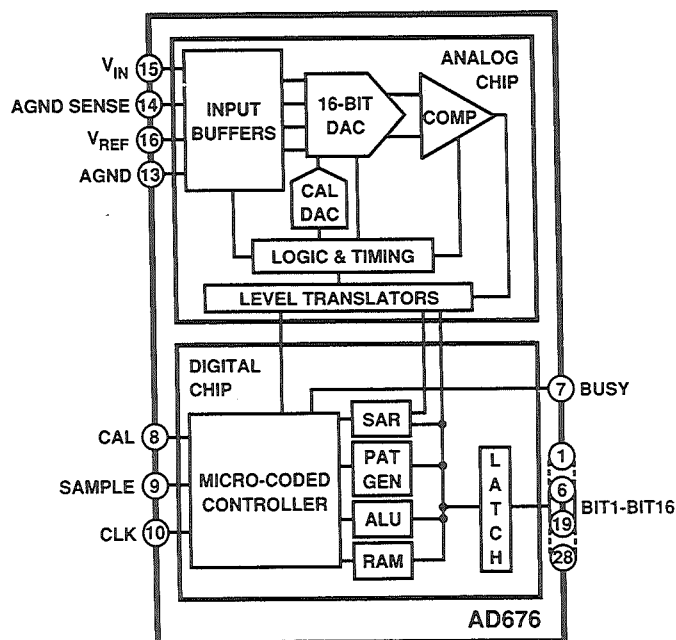 ANALOG
CHIP
VIN
15
AGND SENSE
14
VREF
16
AGND
13
INPUT
BUFFERS
16-BIT
DAC
COMP
CAL
DAC
LOGIC & TIMING
LEVEL TRANSLATORS
DIGITAL
CHIP
7
BUSY
CAL
8
SAMPLE
9
CLK
10
MICRO-CODED
CONTROLLER
SAR
PAT
GEN
ALU
RAM
L
A
T
C
H
1
6
19
28
BIT1-BIT16
AD676